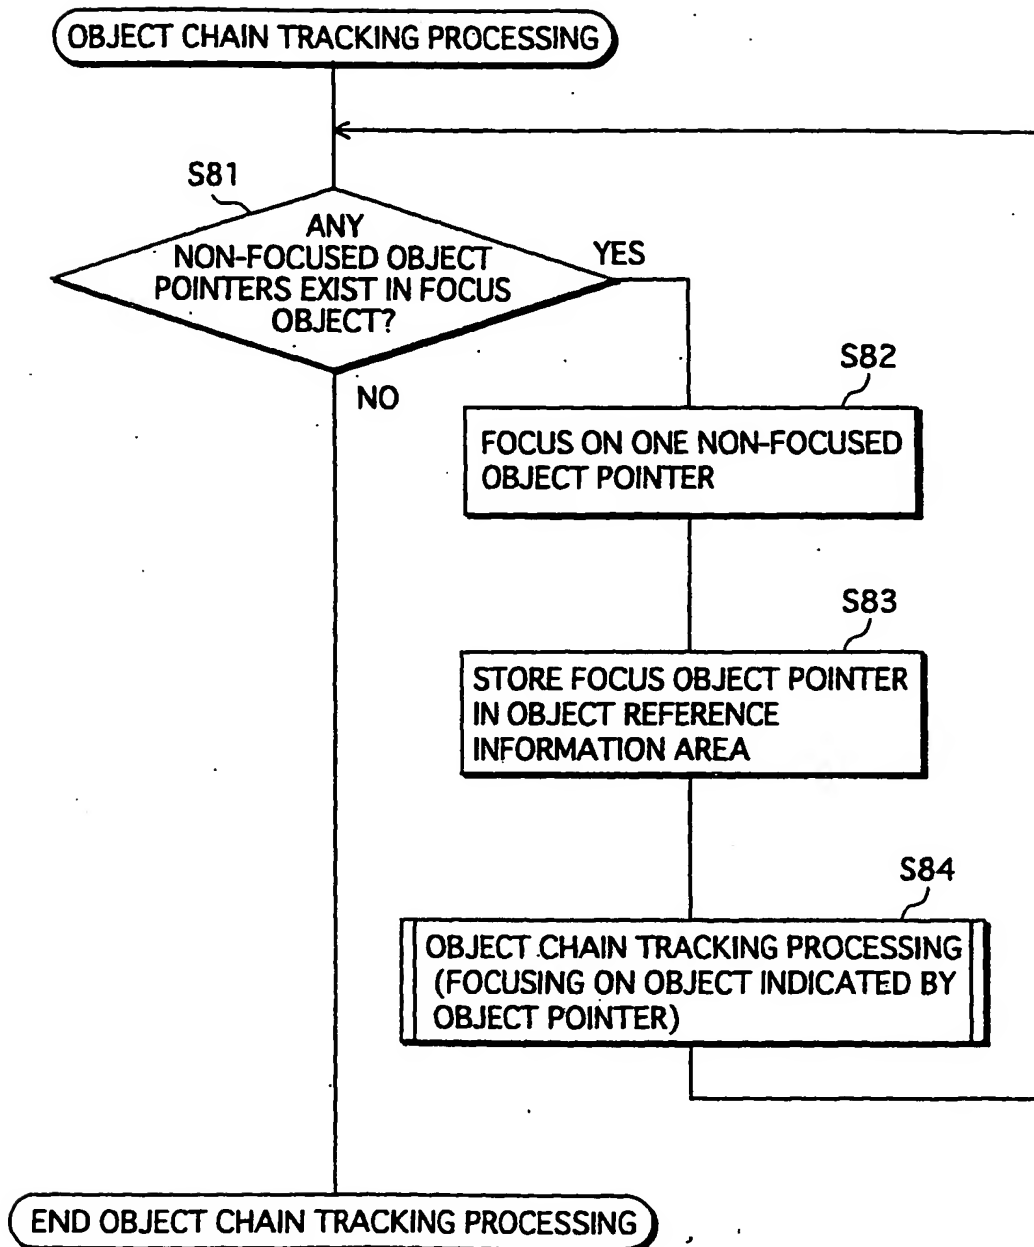 OBJECT CHAIN TRACKING PROCESSING
S81
ANY
NON-FOCUSED OBJECT
POINTERS EXIST IN FOCUS
OBJECT?
YES
NO
S82
FOCUS ON ONE NON-FOCUSED
OBJECT POINTER
S83
STORE FOCUS OBJECT POINTER
IN OBJECT REFERENCE
INFORMATION AREA
S84
OBJECT CHAIN TRACKING PROCESSING
(FOCUSING ON OBJECT INDICATED BY
OBJECT POINTER)
END OBJECT CHAIN TRACKING PROCESSING